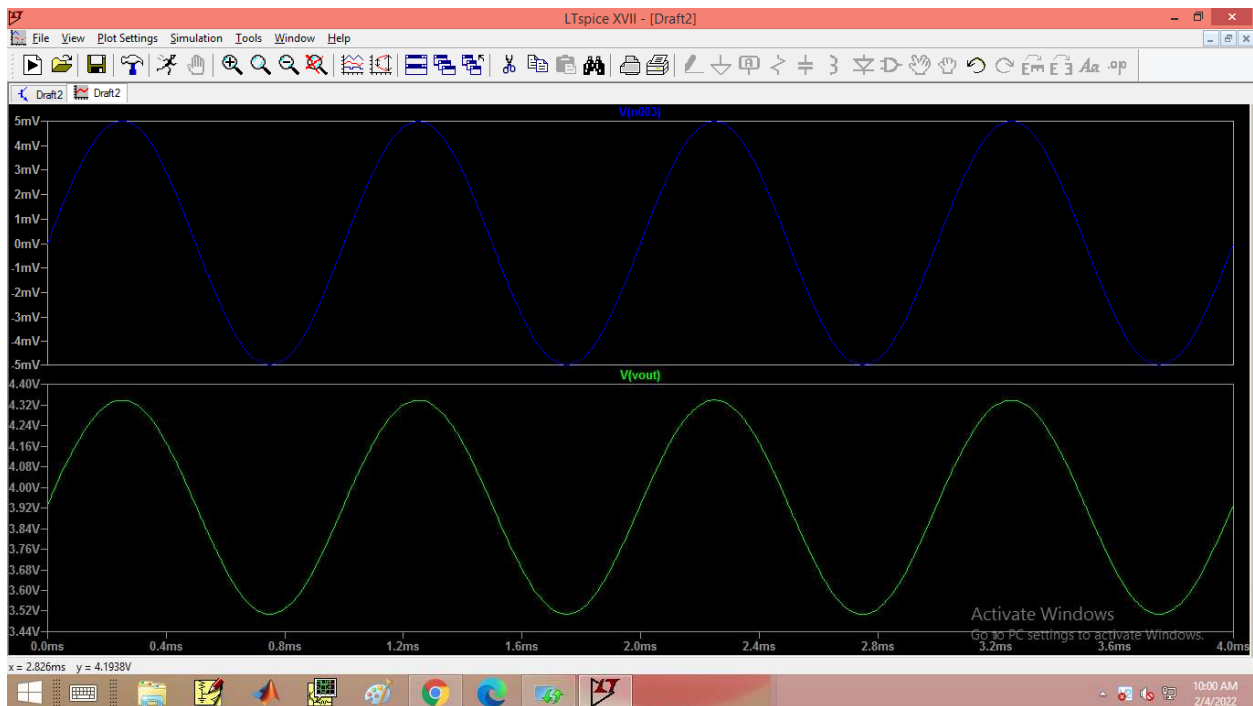 LTspice XVII - [Draft2]
File View Plot Settings Simulation Tools Window Help
Draft2 Draft2
V(n003)
5mV
4mV
3mV
2mV
1mV
0mV
-1mV
-2mV
-3mV
-4mV
-5mV
V(vout)
4.40V
4.32V
4.24V
4.16V
4.08V
4.00V
3.92V
3.84V
3.76V
3.68V
3.60V
3.52V
3.44V
0.0ms 0.4ms 0.8ms 1.2ms 1.6ms 2.0ms 2.4ms 2.8ms 3.2ms 3.6ms 4.0ms
Activate Windows
Go to PC settings to activate Windows.
x = 2.826ms y = 4.1938V
10:00 AM
2/4/2022